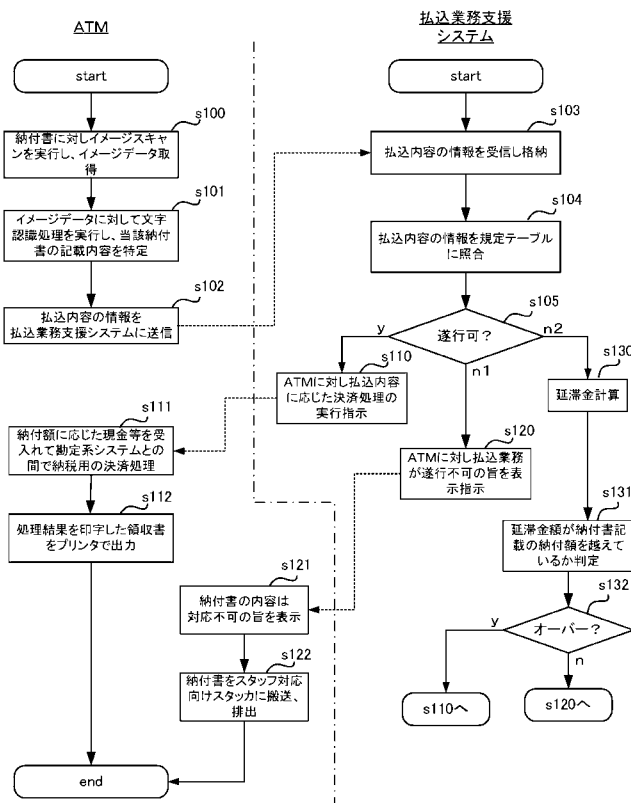 ATM
start
s100
納付書に対しイメージスキャ
ンを実行し、イメージデータ取
得
s101
イメージデータに対して文字
認識処理を実行し、当該納付
書の記載内容を特定
s102
払込内容の情報を
払込業務支援システムに送信
払込業務支援
システム
start
s103
払込内容の情報を受信し格納
s104
払込内容の情報を規定テーブル
に照合
s105
遂行可?
y
n1
n2
s110
ATMに対し払込内容
に応じた決済処理の
実行指示
s130
延滞金計算
s111
納付額に応じた現金等を受
入れて勘定系システムとの
間で納税用の決済処理
s120
ATMに対し払込業務
が遂行不可の旨を表
示指示
s112
処理結果を印字した領収書
をプリンタで出力
s131
延滞金額が納付書記
載の納付額を越えて
いるか判定
s121
納付書の内容は
対応不可の旨を表示
s132
オーバー?
y
n
s122
納付書をスタッフ対応
向けスタッカに搬送、
排出
s110へ
s120へ
end